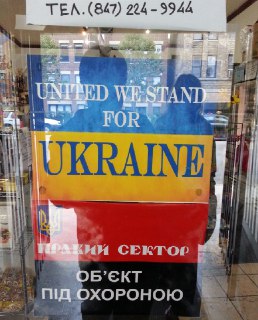 ТЕЛ.(847) 224-9944
UNITED WE STAND
FOR
UKRAINE
ПРАВИЙ СЕКТОР
ОБ'ЄКТ
ПІД ОХОРОНОЮ